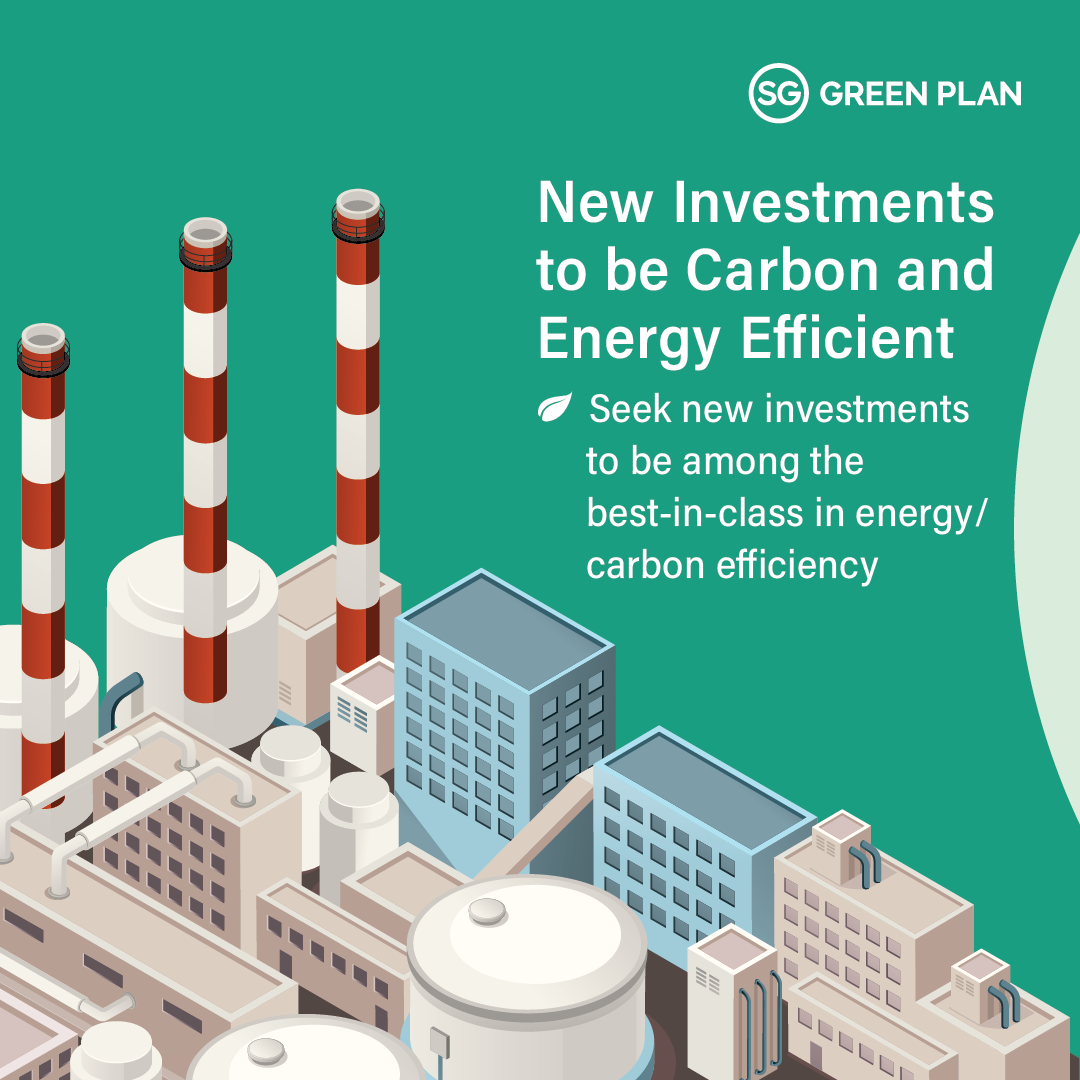 SG GREEN PLAN
New Investments
to be Carbon and
Energy Efficient
Seek new investments
to be among the
best-in-class in energy/
carbon efficiency